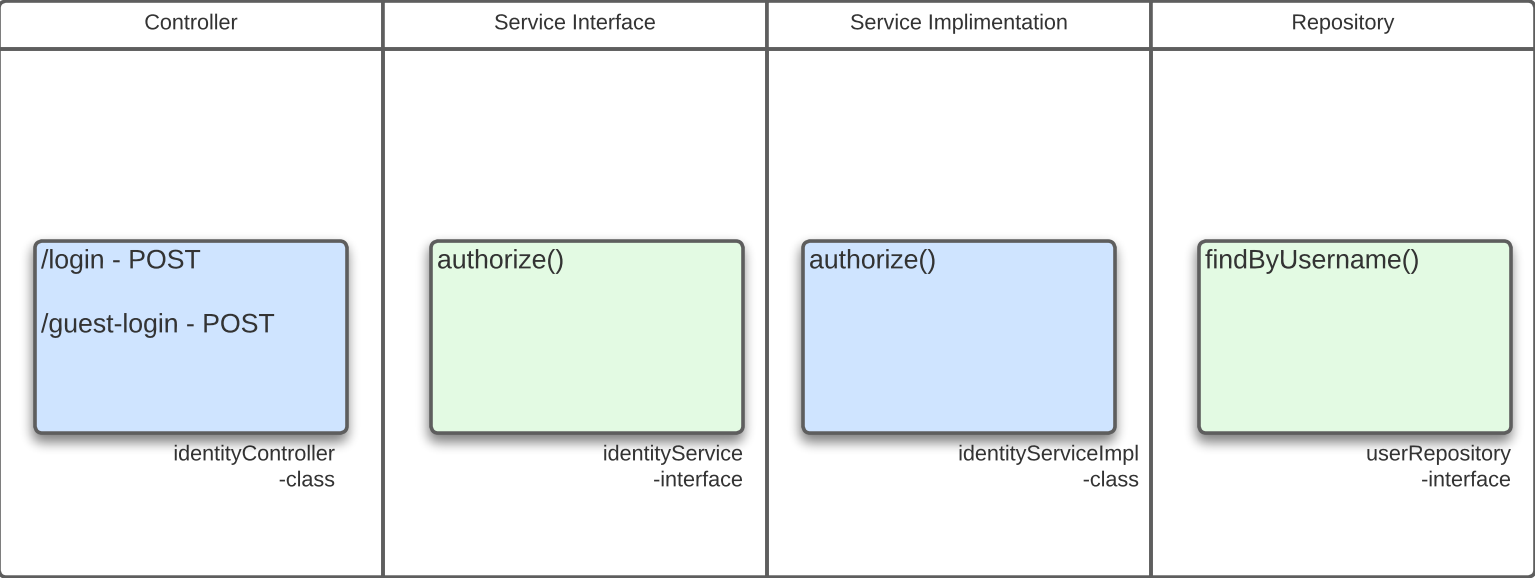 Controller
Service Interface
Service Implimentation
Repository
/login - POST
/guest-login - POST
authorize()
authorize()
findByUsername()
identityController
-class
identityService
-interface
identityServiceImpl
-class
userRepository
-interface